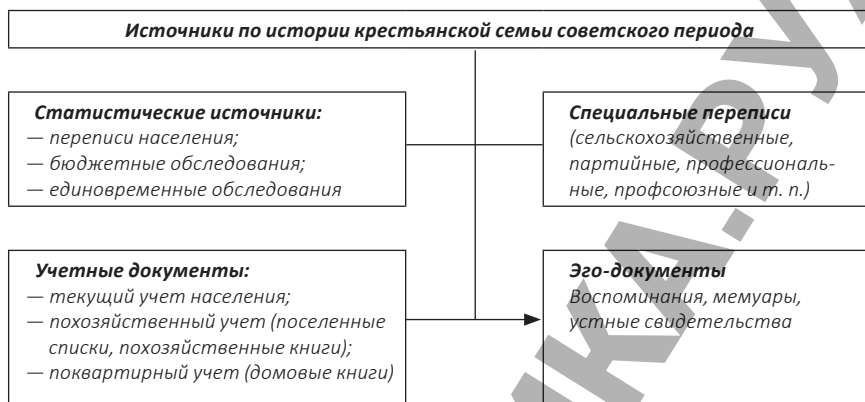 Источники по истории крестьянской семьи советского периода
Статистические источники:
— переписи населения;
— бюджетные обследования;
— единовременные обследования
Специальные переписи
(сельскохозяйственные,
партийные, профессиональ-
ные, профсоюзные и т. п.)
Учетные документы:
— текущий учет населения;
— похозяйственный учет (поселенные
списки, похозяйственные книги);
— поквартирный учет (домовые книги)
Эго-документы
Воспоминания, мемуары,
устные свидетельства